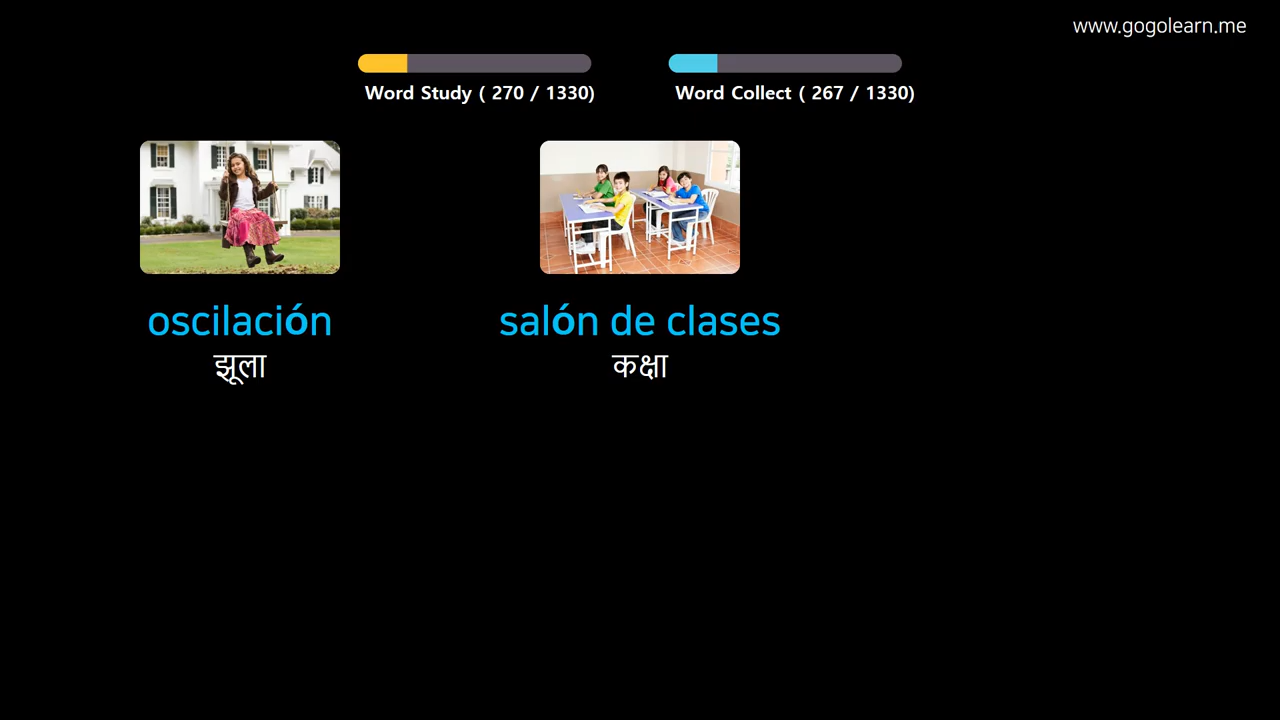 www.gogolearn.me
Word Study ( 270 / 1330)
Word Collect ( 267 / 1330)
oscilación
झूला
salón de clases
कक्षा